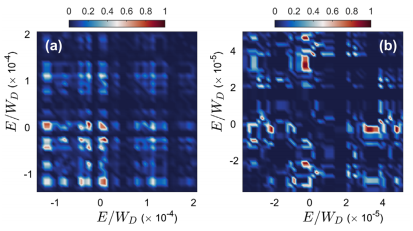 0 0.2 0.4 0.6 0.8 1
0 0.2 0.4 0.6 0.8 1
(a)
2
1
0
-1
E/W_D (× 10⁻⁴)
-1 0 1 2
E/W_D (× 10⁻⁴)
(b)
4
2
0
-2
E/W_D (× 10⁻⁵)
-2 0 2 4
E/W_D (× 10⁻⁵)